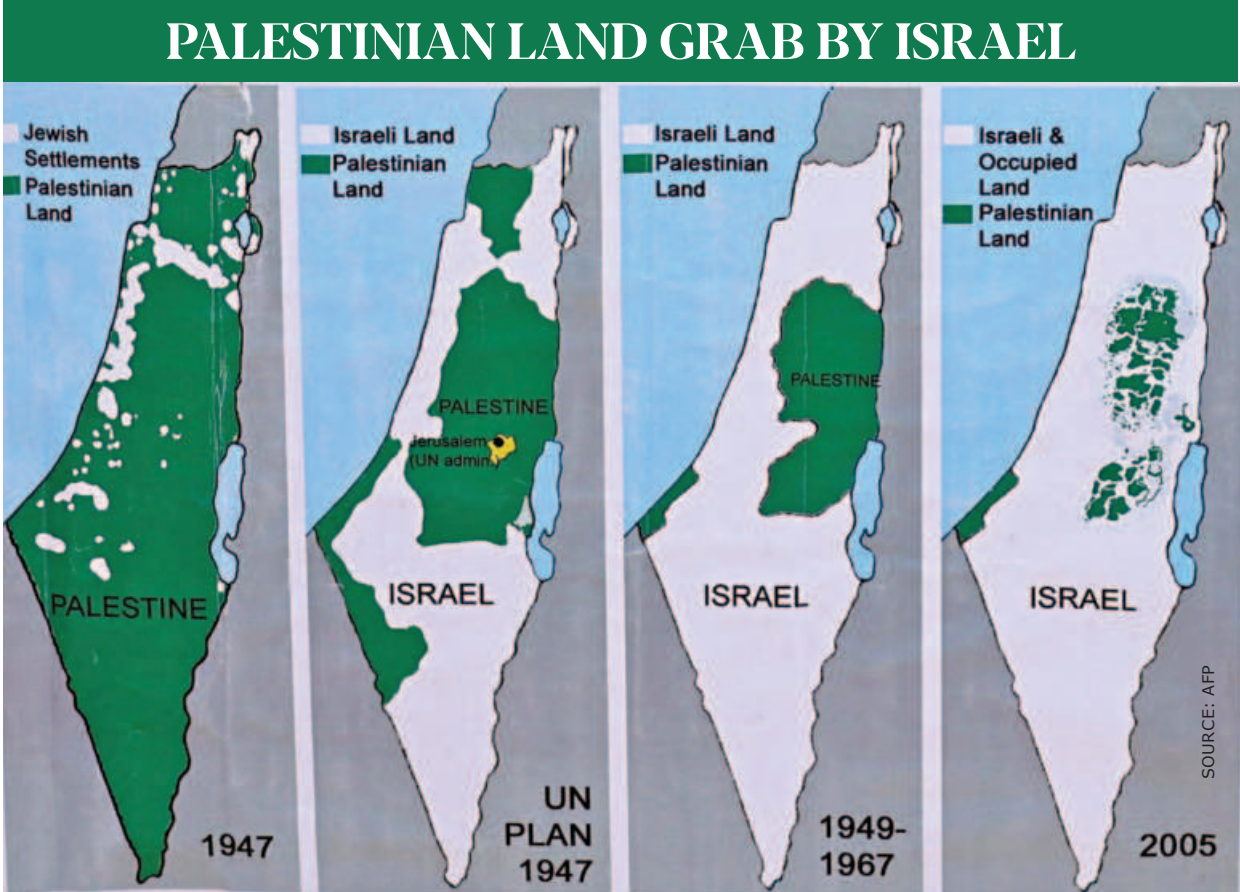 PALESTINIAN LAND GRAB BY ISRAEL
Jewish
Settlements
Palestinian
Land
PALESTINE
1947
Israeli Land
Palestinian
Land
PALESTINE
Jerusalem
(UN admin.)
ISRAEL
UN
PLAN
1947
Israeli Land
Palestinian
Land
PALESTINE
ISRAEL
1949-
1967
Israeli &
Occupied
Land
Palestinian
Land
ISRAEL
2005
SOURCE: AFP